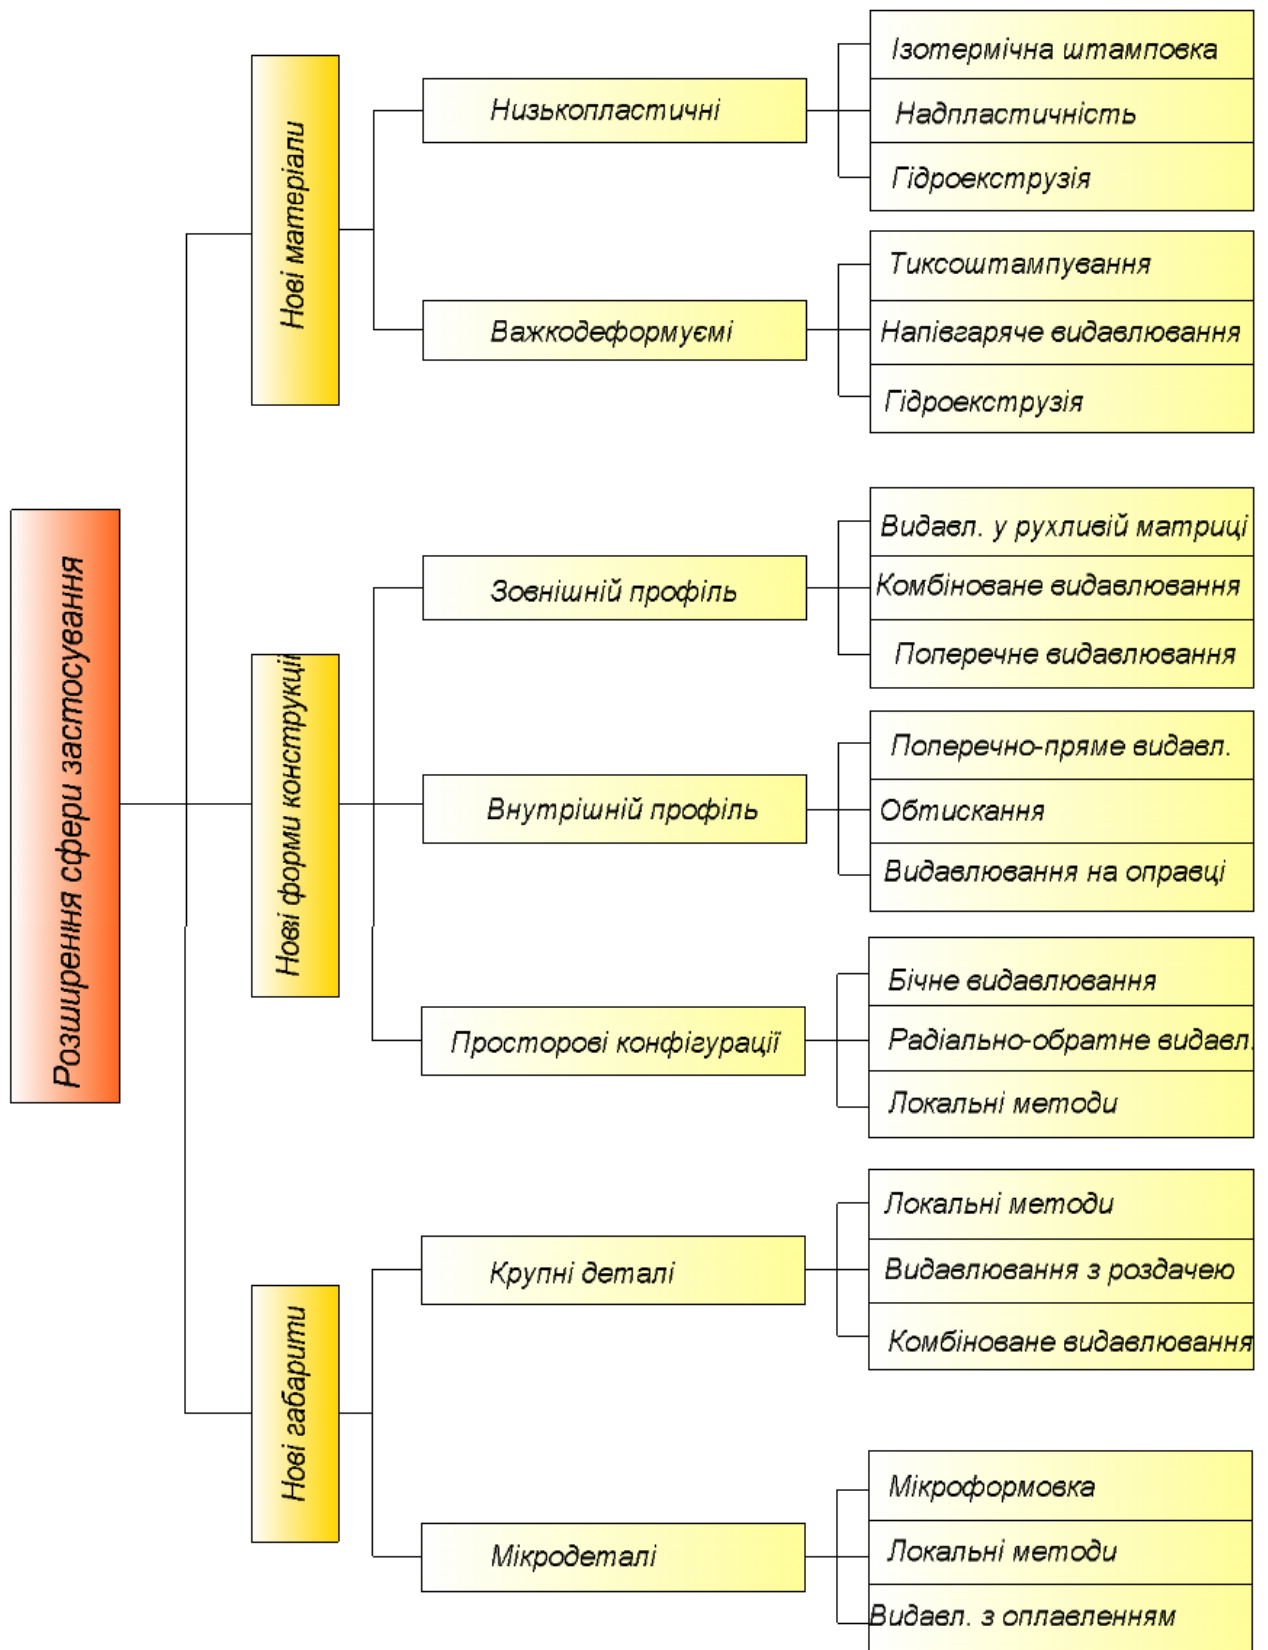 Розширення сфери застосування
Нові матеріали
Низькопластичні
Ізотермічна штамповка
Надпластичність
Гідроекструзія
Важкодеформуємі
Тиксоштампування
Напівгаряче видавлювання
Гідроекструзія
Нові форми конструкції
Зовнішній профіль
Видавл. у рухливій матриці
Комбіноване видавлювання
Поперечне видавлювання
Внутрішній профіль
Поперечно-пряме видавл.
Обтискання
Видавлювання на оправці
Просторові конфігурації
Бічне видавлювання
Радіально-обратне видавл.
Локальні методи
Нові габарити
Крупні деталі
Локальні методи
Видавлювання з роздачею
Комбіноване видавлювання
Мікродеталі
Мікроформовка
Локальні методи
Видавл. з оплавленням